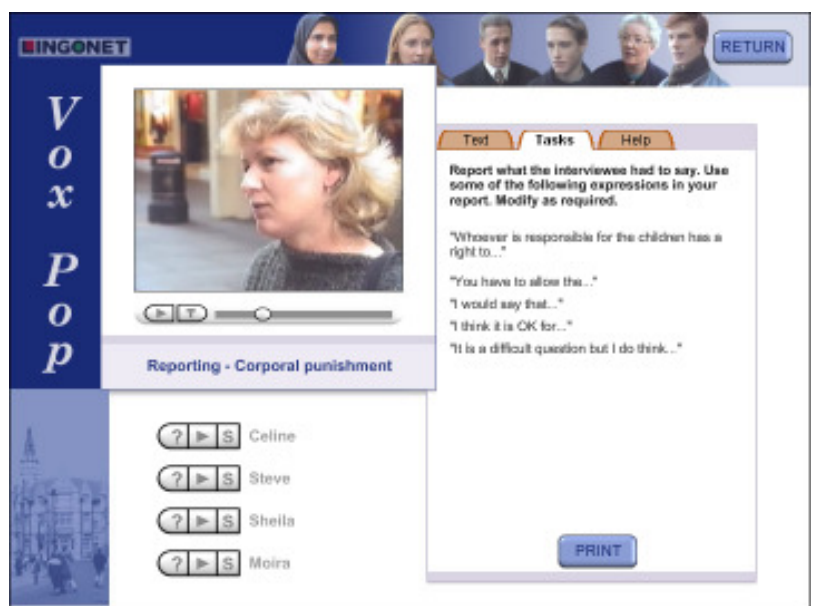 LINGONET
RETURN
Vox Pop
Text
Tasks
Help
Report what the interviewee had to say. Use
some of the following expressions in your
report. Modify as required.
"Whoever is responsible for the children has a
right to..."
"You have to allow the..."
"I would say that..."
"I think it is OK for..."
"It is a difficult question but I do think..."
T
Reporting - Corporal punishment
? S Celine
? S Steve
? S Sheila
? S Moira
PRINT